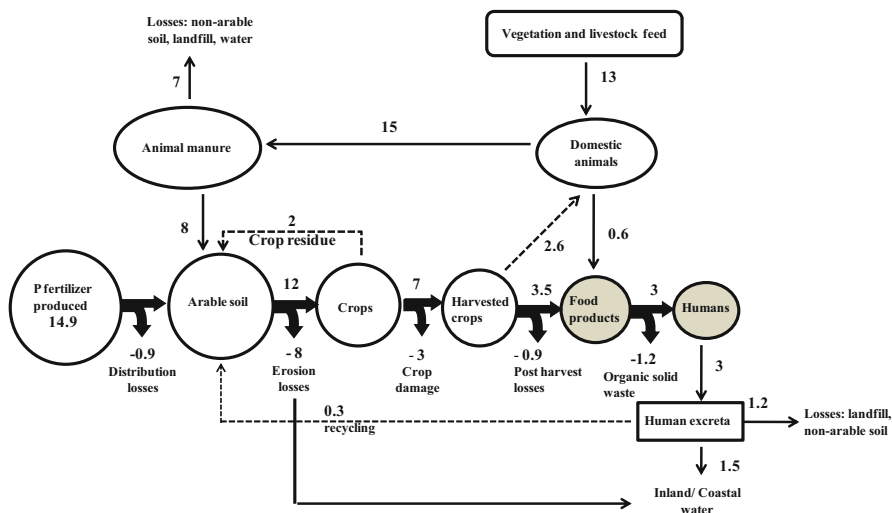 Losses: non-arable
soil, landfill, water
7
Vegetation and livestock feed
13
Animal manure
15
Domestic
animals
8
2
Crop residue
2.6
0.6
P fertilizer
produced
14.9
Arable soil
12
Crops
7
Harvested
crops
3.5
Food
products
3
Humans
-0.9
Distribution
losses
- 8
Erosion
losses
- 3
Crop
damage
- 0.9
Post harvest
losses
-1.2
Organic solid
waste
3
0.3
recycling
Human excreta
1.2
Losses: landfill,
non-arable soil
1.5
Inland/ Coastal
water